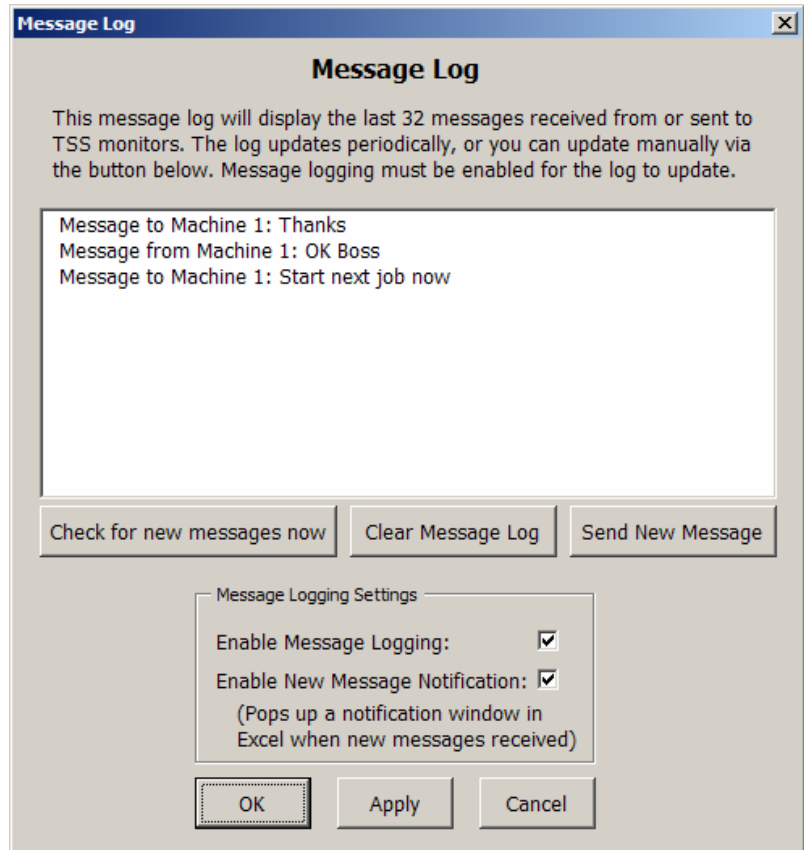 Message Log
Message Log
This message log will display the last 32 messages received from or sent to
TSS monitors. The log updates periodically, or you can update manually via
the button below. Message logging must be enabled for the log to update.
Message to Machine 1: Thanks
Message from Machine 1: OK Boss
Message to Machine 1: Start next job now
Check for new messages now Clear Message Log Send New Message
Message Logging Settings
Enable Message Logging:
Enable New Message Notification:
(Pops up a notification window in
Excel when new messages received)
OK Apply Cancel